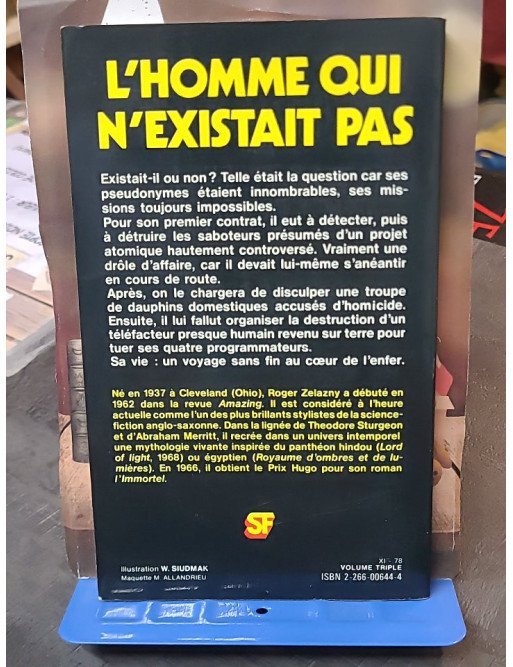 L'HOMME QUI
N'EXISTAIT PAS
Existait-il ou non ? Telle était la question car ses
pseudonymes étaient innombrables, ses mis-
sions toujours impossibles.
Pour son premier contrat, il eut à détecter, puis
à détruire les saboteurs présumés d'un projet
atomique hautement controversé. Vraiment une
drôle d'affaire, car il devait lui-même s'anéantir
en cours de route.
Après, on le chargera de disculper une troupe
de dauphins domestiques accusés d'homicide.
Ensuite, il lui fallut organiser la destruction d'un
téléfacteur presque humain revenu sur terre pour
tuer ses quatre programmateurs.
Sa vie : un voyage sans fin au cœur de l'enfer.
Né en 1937 à Cleveland (Ohio), Roger Zelazny a débuté en
1962 dans la revue Amazing. Il est considéré à l'heure
actuelle comme l'un des plus brillants stylistes de la science-
fiction anglo-saxonne. Dans la lignée de Theodore Sturgeon
et d'Abraham Merritt, il recrée dans un univers intemporel
une mythologie vivante inspirée du panthéon hindou (Lord
of light, 1968) ou égyptien (Royaume d'ombres et de lu-
mières). En 1966, il obtient le Prix Hugo pour son roman
l'Immortel.
SF
Illustration W. SIUDMAK
Maquette M. ALLANDRIEU
XI - 78
VOLUME TRIPLE
ISBN 2-266-00644-4